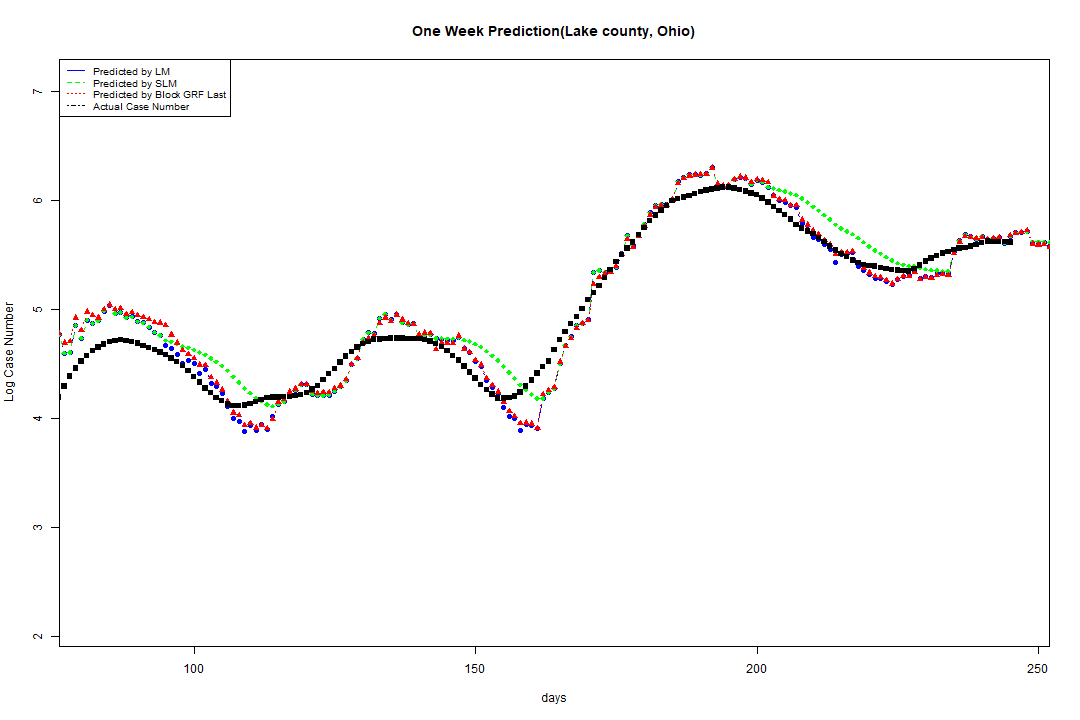 One Week Prediction(Lake county, Ohio)
Predicted by LM
Predicted by SLM
Predicted by Block GRF Last
Actual Case Number
7
6
5
4
3
2
Log Case Number
100 150 200 250
days